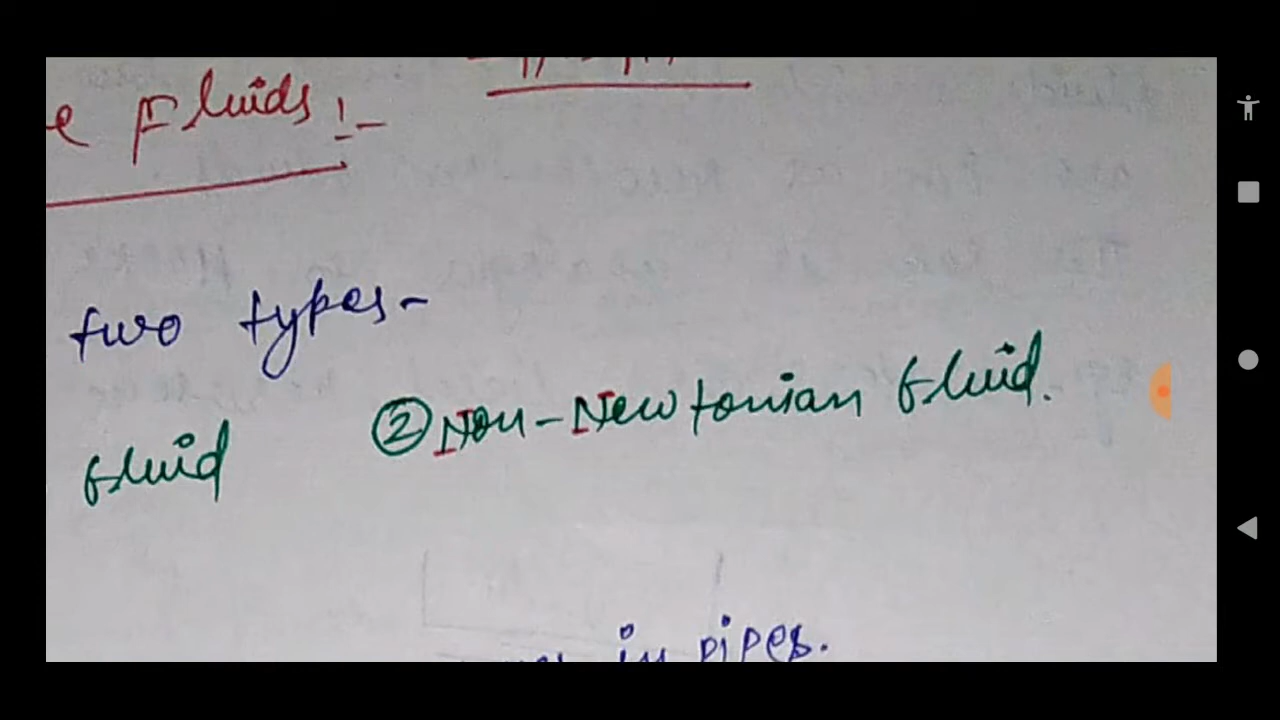 e Fluids:-
two types-
fluid ② Non-Newtonian fluid.
in pipes.